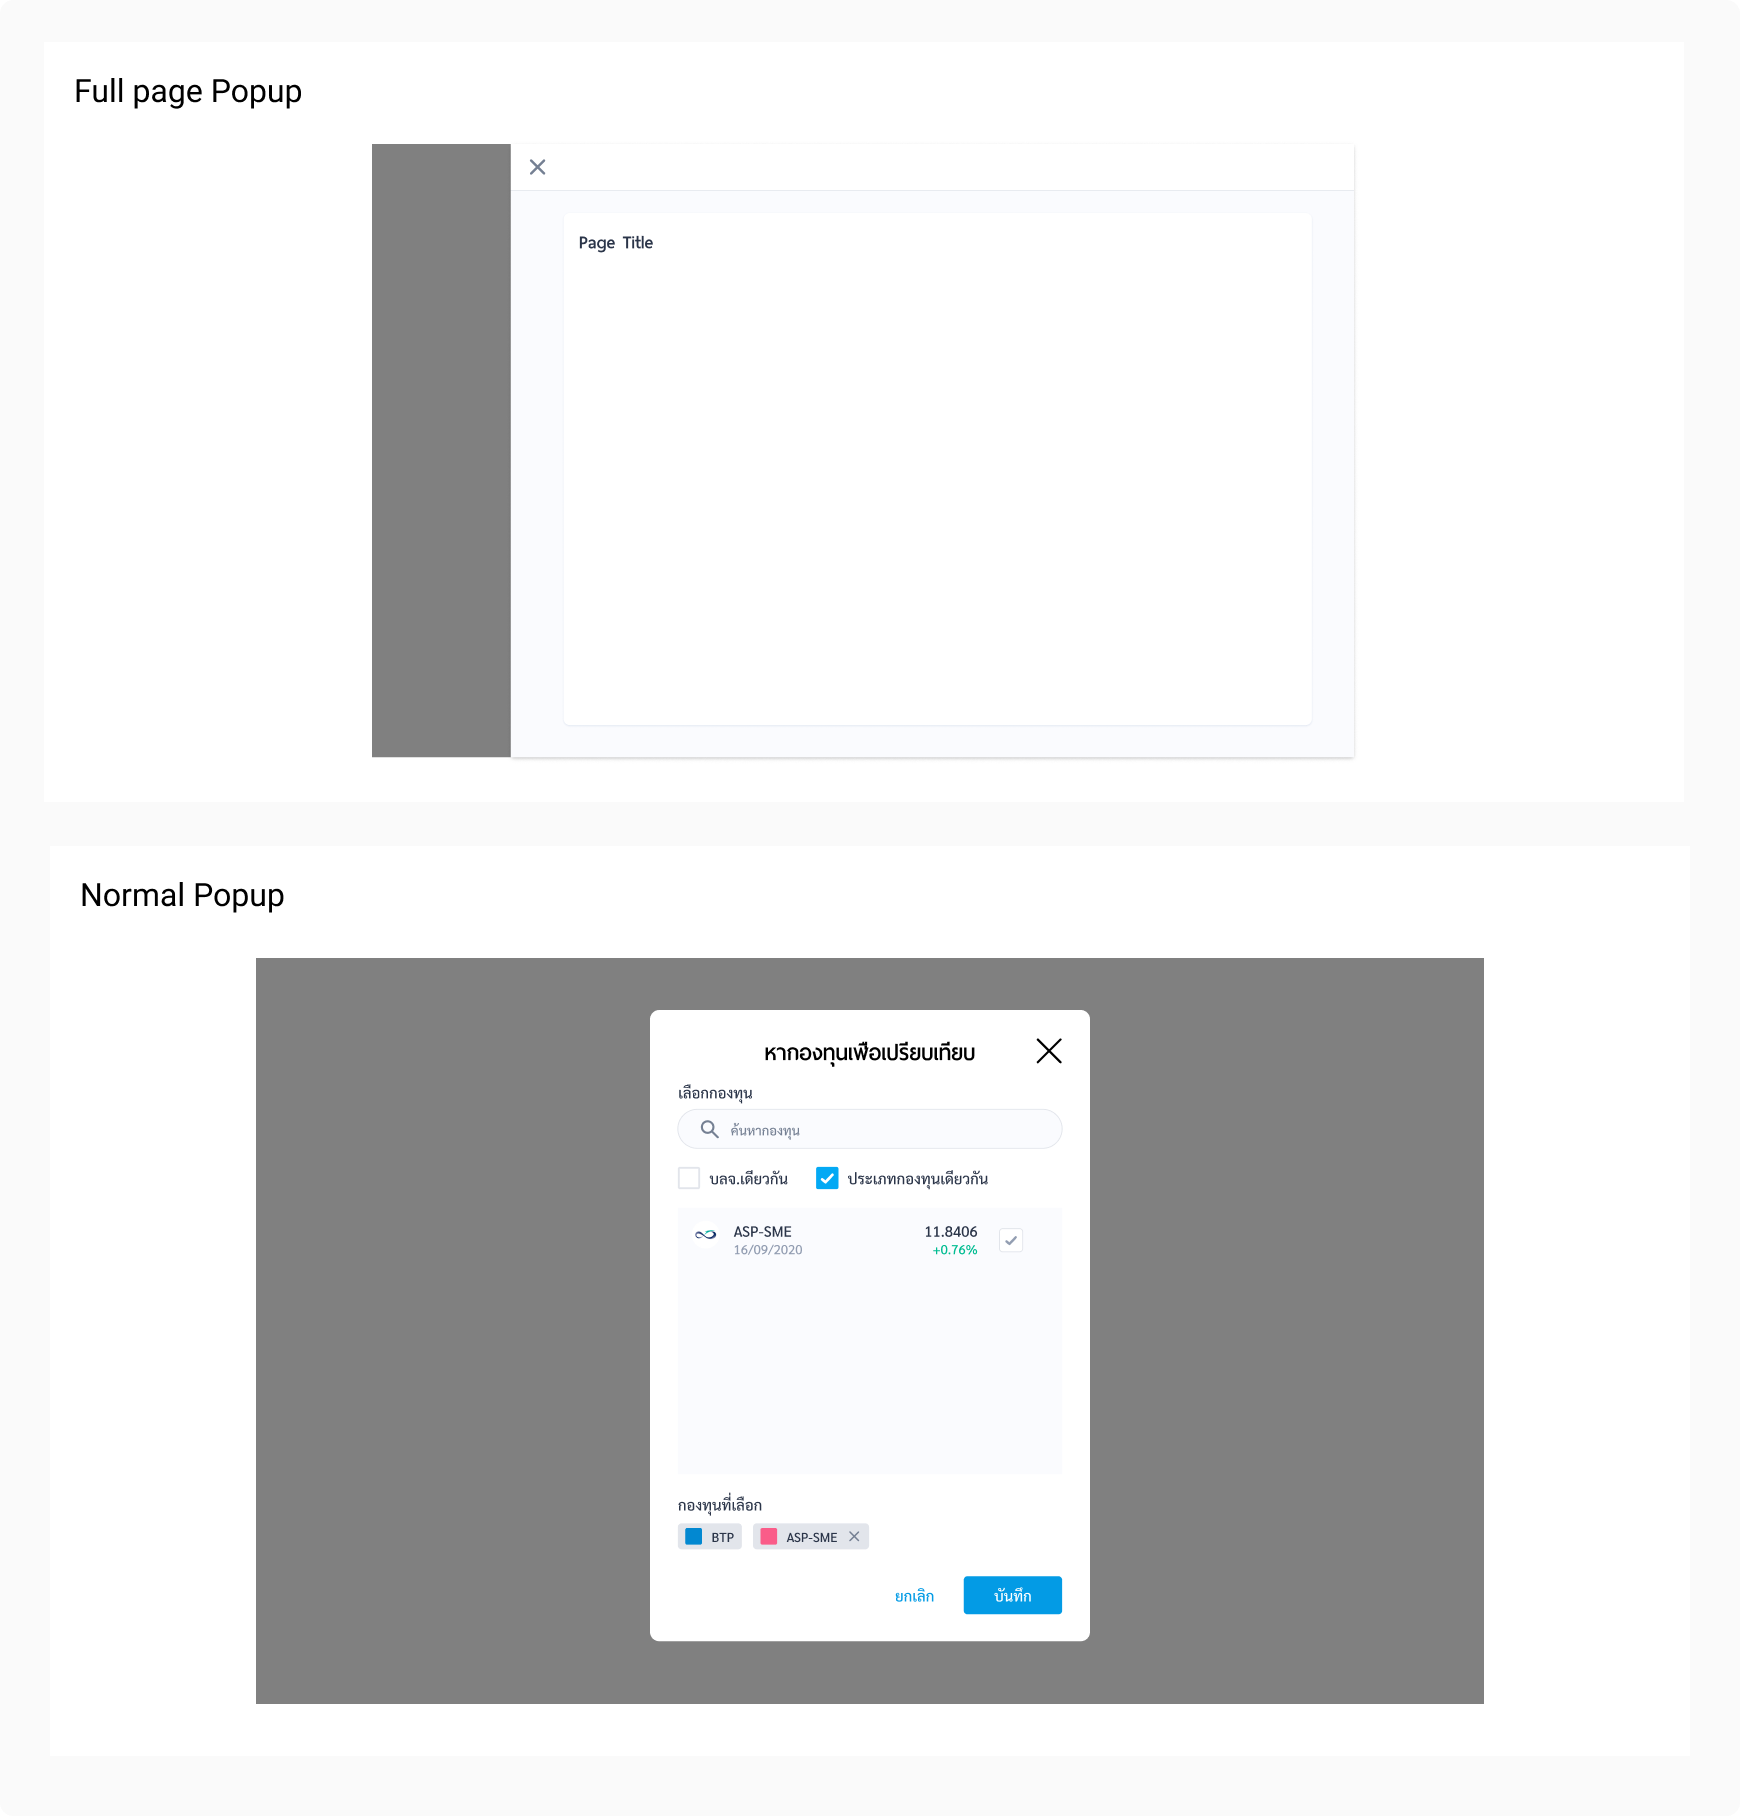 Full page Popup
Page Title
Normal Popup
หากองทุนเพื่อเปรียบเทียบ
เลือกกองทุน
ค้นหากองทุน
บลจ.เดียวกัน
ประเภทกองทุนเดียวกัน
ASP-SME
11.8406
16/09/2020
+0.76%
กองทุนที่เลือก
BTP
ASP-SME
ยกเลิก
บันทึก